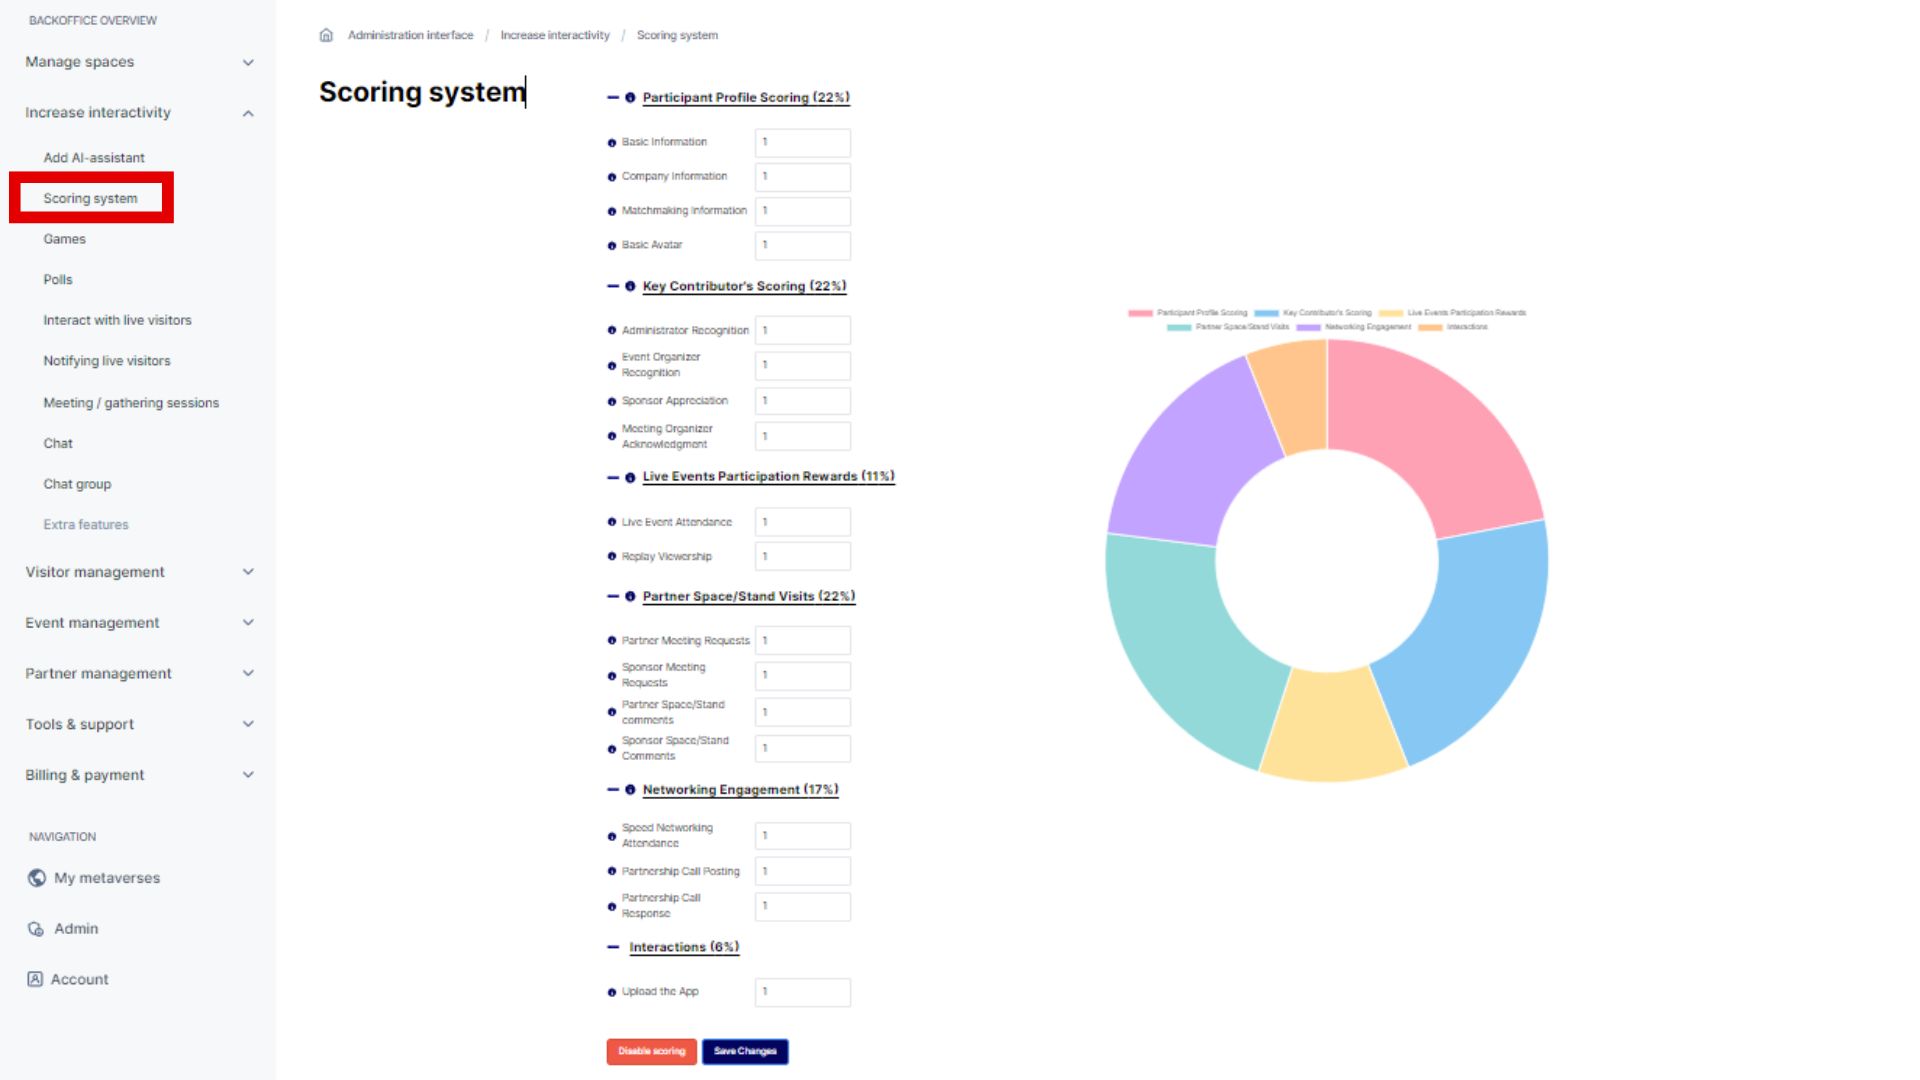 BACKOFFICE OVERVIEW
Manage spaces
Increase interactivity
Add AI-assistant
Scoring system
Games
Polls
Interact with live visitors
Notifying live visitors
Meeting / gathering sessions
Chat
Chat group
Extra features
Visitor management
Event management
Partner management
Tools & support
Billing & payment
NAVIGATION
My metaverses
Admin
Account
Administration interface / Increase interactivity / Scoring system
Scoring system
Participant Profile Scoring (22%)
Basic Information 1
Company Information 1
Matchmaking Information 1
Basic Avatar 1
Key Contributor's Scoring (22%)
Administrator Recognition 1
Event Organizer
Recognition 1
Sponsor Appreciation 1
Meeting Organizer
Acknowledgment 1
Live Events Participation Rewards (11%)
Live Event Attendance 1
Replay Viewership 1
Partner Space/Stand Visits (22%)
Partner Meeting Requests 1
Sponsor Meeting
Requests 1
Partner Space/Stand
comments 1
Sponsor Space/Stand
Comments 1
Networking Engagement (17%)
Speed Networking
Attendance 1
Partnership Call Posting 1
Partnership Call
Response 1
Interactions (6%)
Upload the App 1
Disable scoring Save Changes
Participant Profile Scoring Key Contributor's Scoring Live Events Participation Rewards
Partner Space/Stand Visits Networking Engagement Interactions